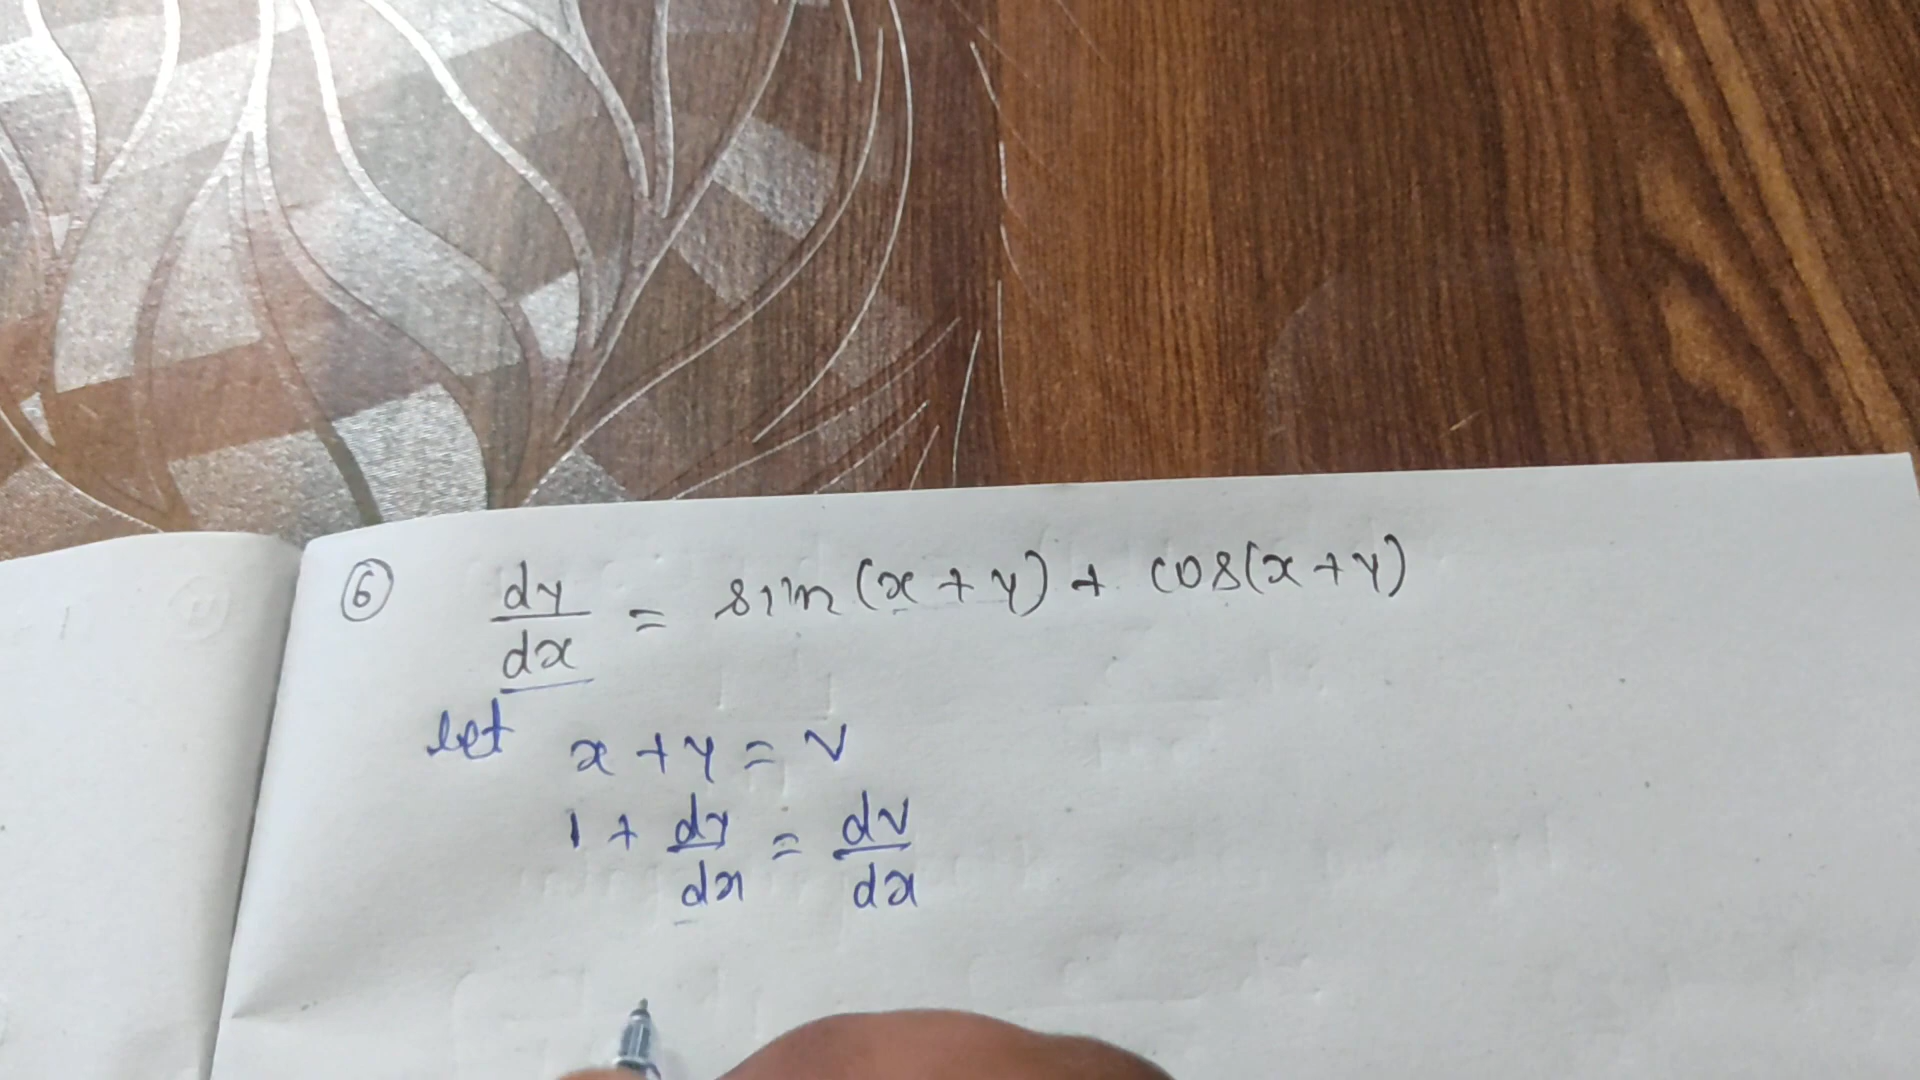 ⑥ dy/dx = sin(x+y) + cos(x+y)
let x+y = v
1 + dy/dx = dv/dx